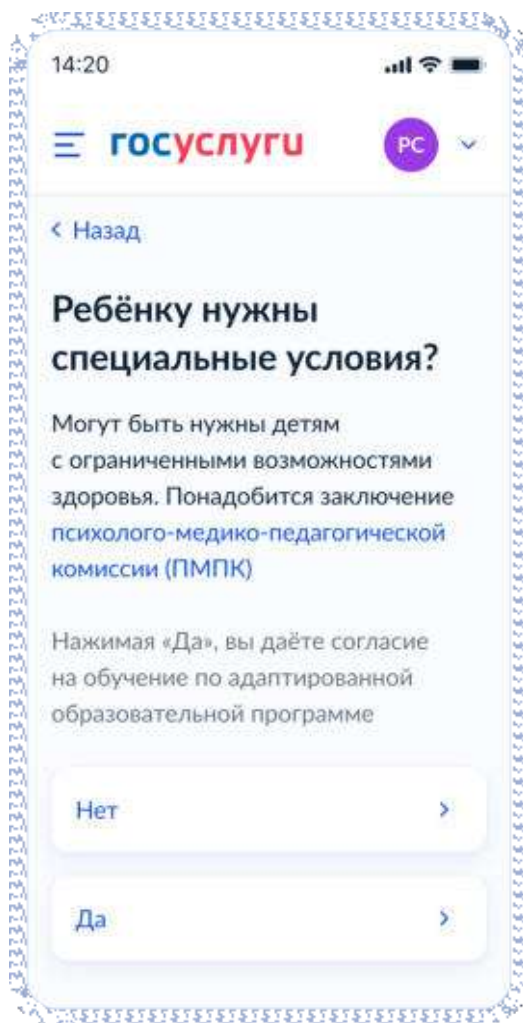 14:20
госуслуги
РС
Назад
Ребёнку нужны
специальные условия?
Могут быть нужны детям
с ограниченными возможностями
здоровья. Понадобится заключение
психолого-медико-педагогической
комиссии (ПМПК)
Нажимая «Да», вы даёте согласие
на обучение по адаптированной
образовательной программе
Нет
Да